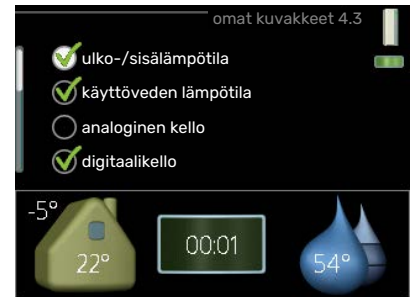 omat kuvakkeet 4.3
ulko-/sisälämpötila
käyttöveden lämpötila
analoginen kello
digitaalikello
-5°
22°
00:01
54°